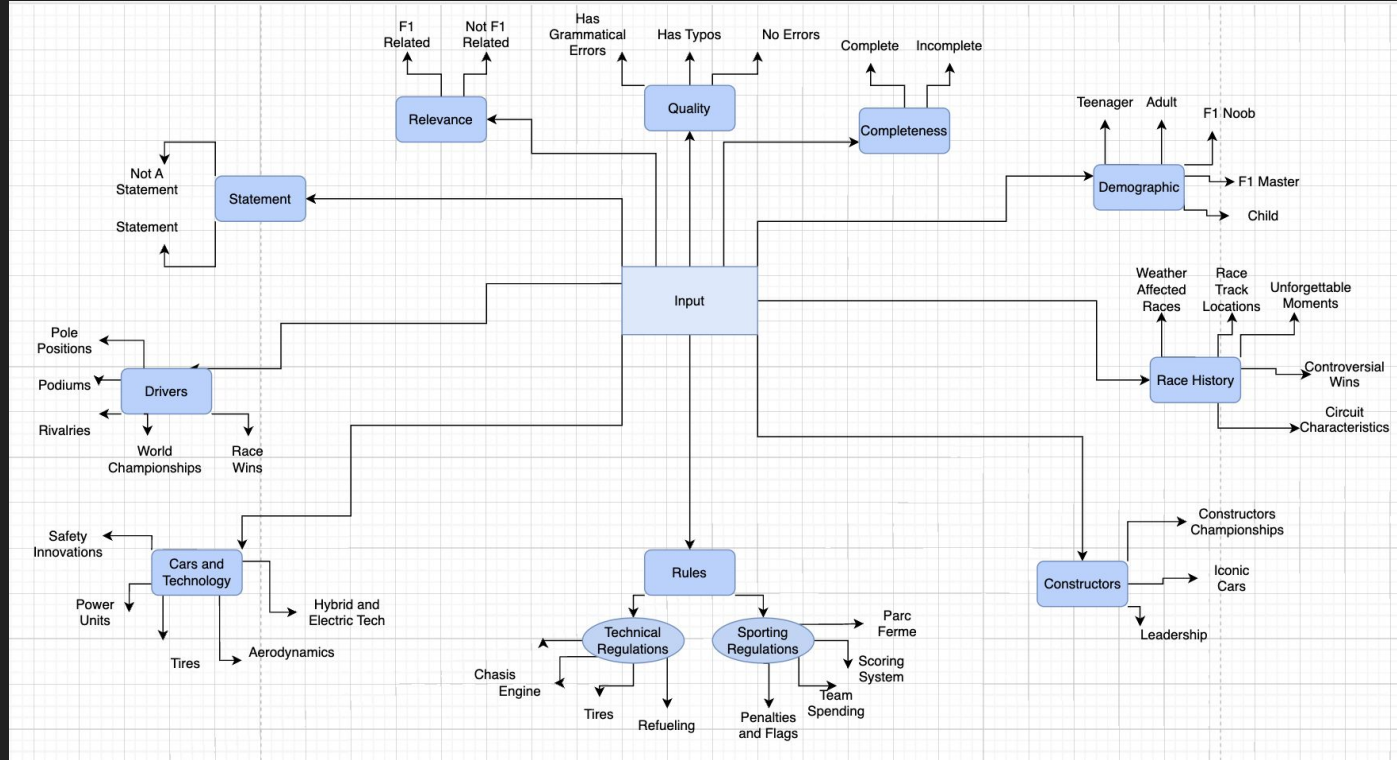 F1
Related
Not F1
Related
Has
Grammatical
Errors
Has Typos
No Errors
Complete
Incomplete
Relevance
Quality
Completeness
Teenager
Adult
F1 Noob
Demographic
F1 Master
Child
Not A
Statement
Statement
Statement
Input
Weather
Affected
Races
Race
Track
Locations
Unforgettable
Moments
Race History
Controversial
Wins
Circuit
Characteristics
Pole
Positions
Podiums
Drivers
Rivalries
World
Championships
Race
Wins
Safety
Innovations
Cars and
Technology
Power
Units
Tires
Aerodynamics
Hybrid and
Electric Tech
Rules
Technical
Regulations
Sporting
Regulations
Chasis
Engine
Tires
Refueling
Parc
Ferme
Scoring
System
Team
Spending
Penalties
and Flags
Constructors
Constructors
Championships
Iconic
Cars
Leadership